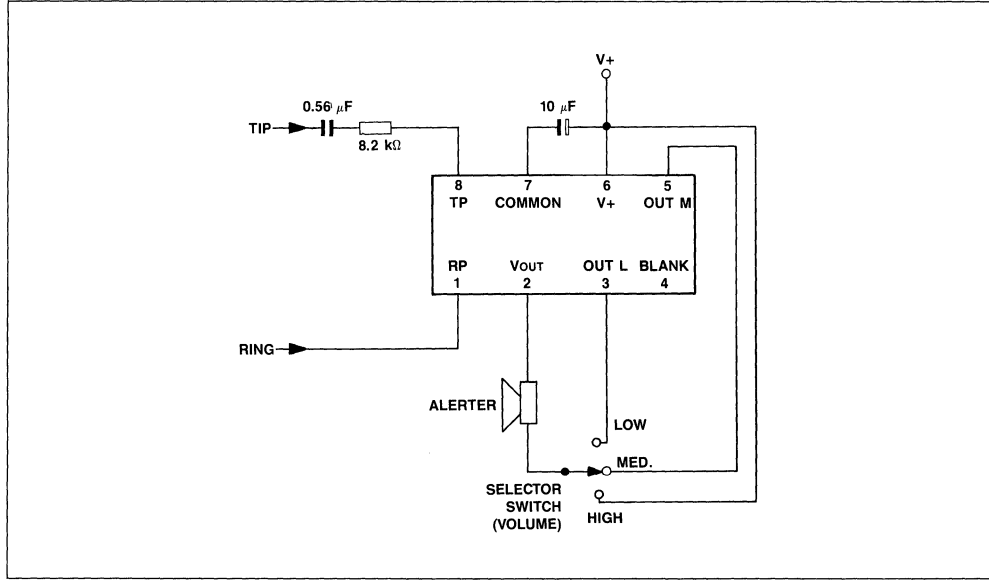 V+
0.56 μF
10 μF
TIP
8.2 kΩ
8 7 6 5
TP COMMON V+ OUT M
RP VOUT OUT L BLANK
1 2 3 4
RING
ALERTER
LOW
MED.
SELECTOR
SWITCH
(VOLUME)
HIGH